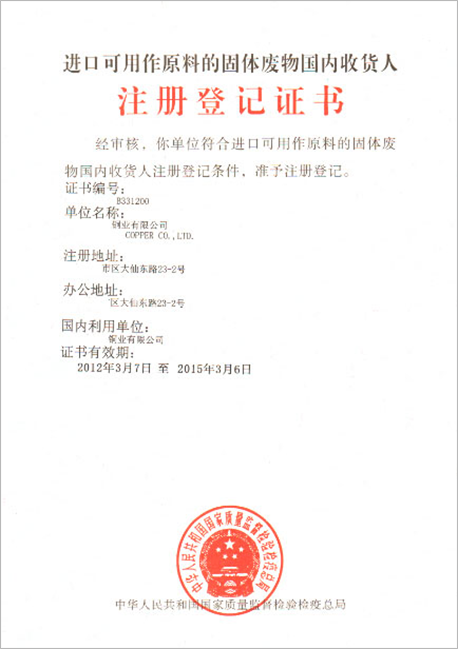 进口可用作原料的固体废物国内收货人
注册登记证书
经审核，你单位符合进口可用作原料的固体废
物国内收货人注册登记条件，准予注册登记。
证书编号：
B331200
单位名称：
铜业有限公司
COPPER CO.,LTD.
注册地址：
市区大仙东路23-2号
办公地址：
区大仙东路23-2号
国内利用单位：
铜业有限公司
证书有效期：
2012年3月7日 至 2015年3月6日
中华人民共和国国家质量监督检验检疫总局
中华人民共和国国家质量监督检验检疫总局